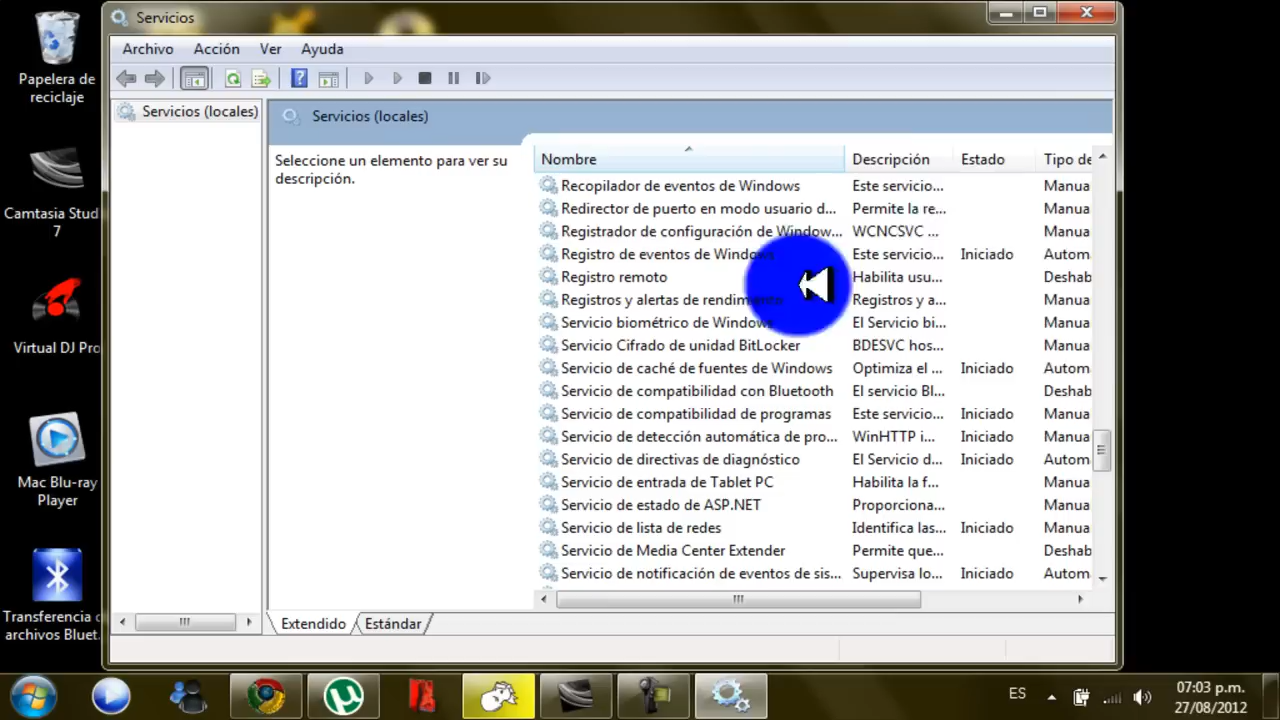 Servicios
Archivo Acción Ver Ayuda
Papelera de
reciclaje
Camtasia Studi
7
Virtual DJ Pro
Mac Blu-ray
Player
Transferencia c
archivos Bluet...
Servicios (locales)
Servicios (locales)
Seleccione un elemento para ver su
descripción.
Nombre Descripción Estado Tipo de
Recopilador de eventos de Windows Este servicio... Manua
Redirector de puerto en modo usuario d... Permite la re... Manua
Registrador de configuración de Window... WCNCSVC ... Manua
Registro de eventos de Windows Este servicio... Iniciado Autom
Registro remoto Habilita usu... Deshab
Registros y alertas de rendimiento Registros y a... Manua
Servicio biométrico de Windows El Servicio bi... Manua
Servicio Cifrado de unidad BitLocker BDESVC hos... Manua
Servicio de caché de fuentes de Windows Optimiza el ... Iniciado Autom
Servicio de compatibilidad con Bluetooth El servicio Bl... Deshab
Servicio de compatibilidad de programas Este servicio... Iniciado Manua
Servicio de detección automática de pro... WinHTTP i... Iniciado Manua
Servicio de directivas de diagnóstico El Servicio d... Iniciado Autom
Servicio de entrada de Tablet PC Habilita la f... Manua
Servicio de estado de ASP.NET Proporciona... Manua
Servicio de lista de redes Identifica las... Iniciado Manua
Servicio de Media Center Extender Permite que... Deshab
Servicio de notificación de eventos de sis... Supervisa lo... Iniciado Autom
Extendido Estándar
ES
07:03 p.m.
27/08/2012